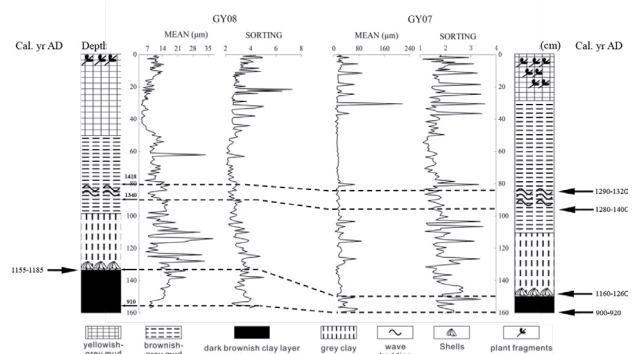 GY08 GY07
MEAN (μm) SORTING MEAN (μm) SORTING
Cal. yr AD Depth (cm) Cal. yr AD
7 14 21 28 35 2 4 6 8 0 80 160 240 1 2 3 4
0 0
20 20
40 40
60 60
1418
80 80
1290-1320
1340
1280-140
100 100
120 120
1155-1185
140 140
1160-126
910
160 160
900-920
yellowish- brownish- dark brownish clay layer grey clay wave Shells plant fragments
grey mud grey mud bedding